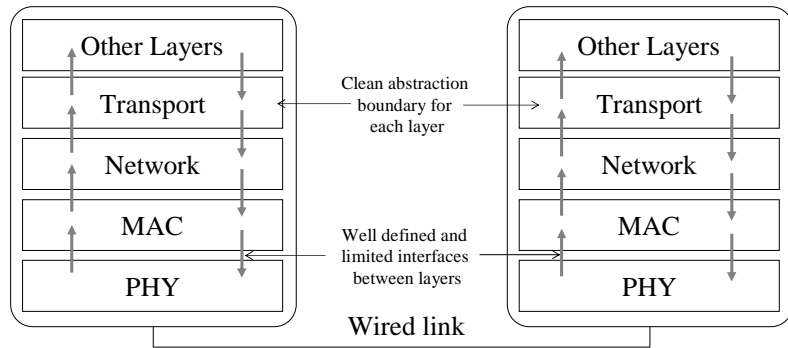 Other Layers
Transport
Network
MAC
PHY
Clean abstraction
boundary for
each layer
Well defined and
limited interfaces
between layers
Other Layers
Transport
Network
MAC
PHY
Wired link